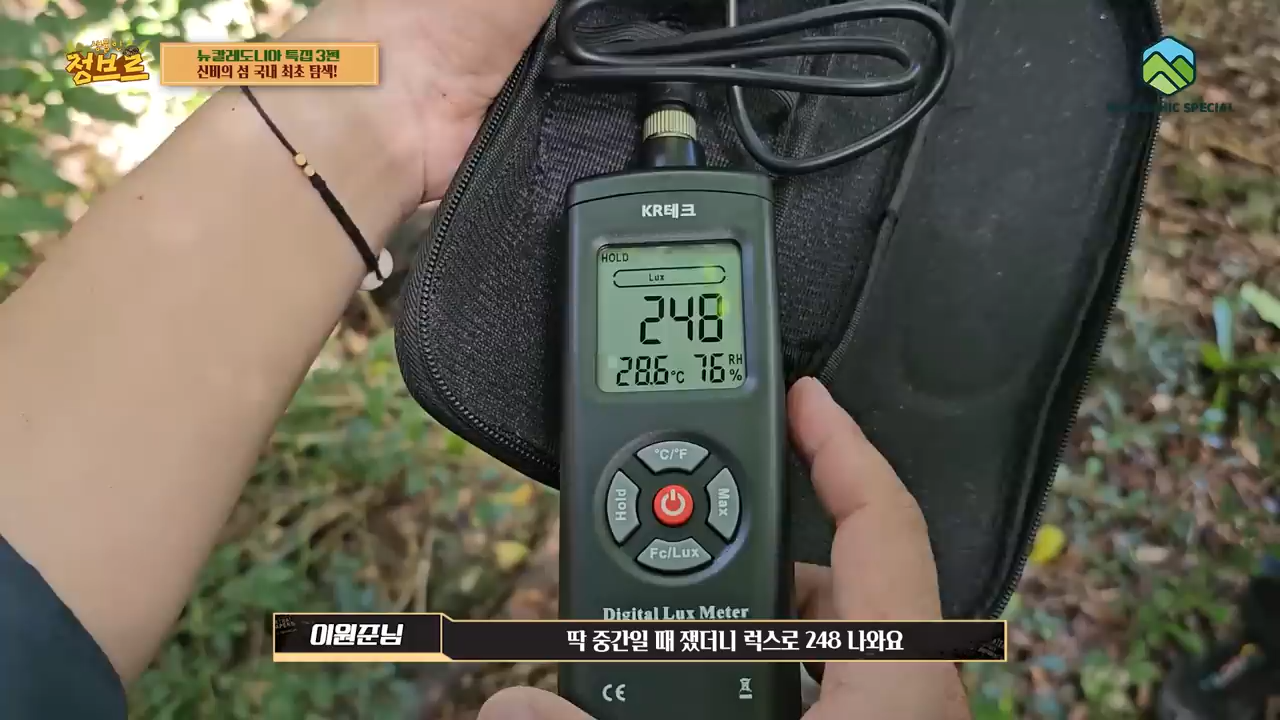 정브르
뉴칼레도니아 특집 3편
신비의 섬 국내 최초 탐색!
SPECIAL
KR테크
HOLD
Lux
248
28.6°C 76 RH %
°C/°F
Hold
Max
Fc/Lux
Digital Lux Meter
이원준님
딱 중간일 때 쟀더니 럭스로 248 나와요
CE